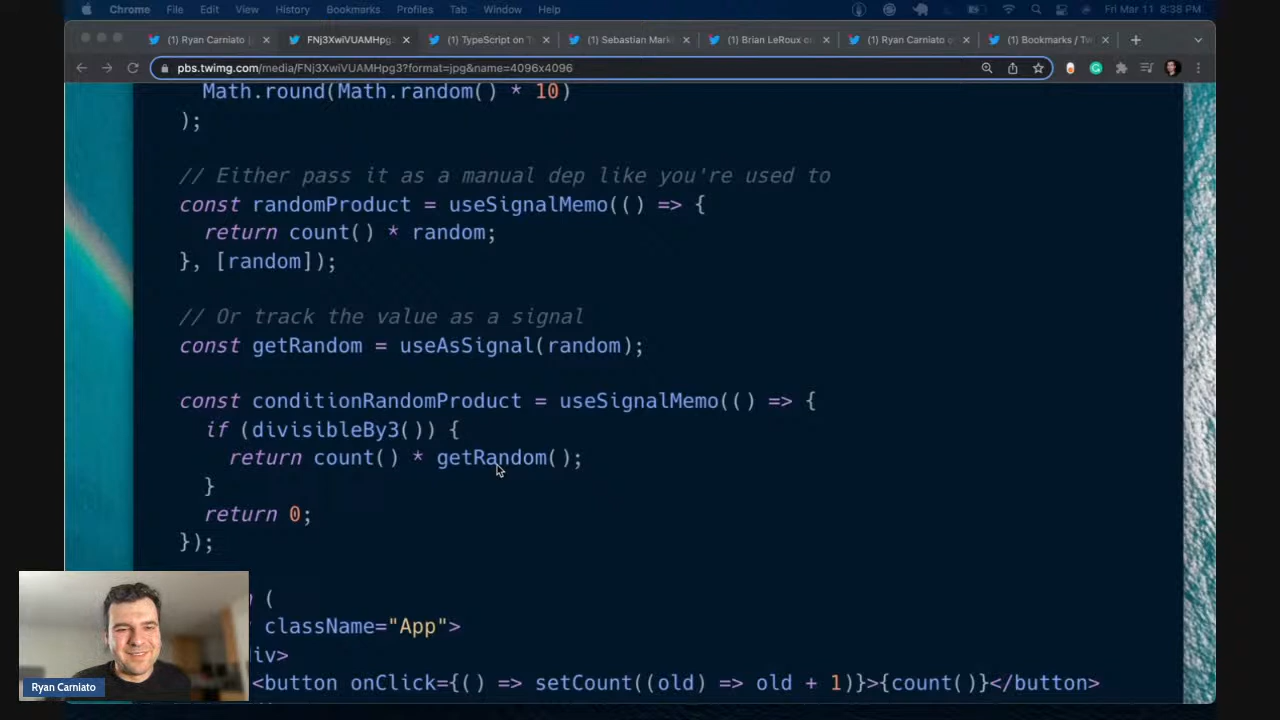 Chrome File Edit View History Bookmarks Profiles Tab Window Help Fri Mar 11 8:38 PM
(1) Ryan Carniato ( FNj3XwiVUAMHpg (1) TypeScript on T (1) Sebastian Mark (1) Brian LeRoux o (1) Ryan Carniato o (1) Bookmarks / Tw
pbs.twimg.com/media/FNj3XwiVUAMHpg3?format=jpg&name=4096x4096
Math.round(Math.random() * 10)
);
// Either pass it as a manual dep like you're used to
const randomProduct = useSignalMemo(() => {
return count() * random;
}, [random]);
// Or track the value as a signal
const getRandom = useAsSignal(random);
const conditionRandomProduct = useSignalMemo(() => {
if (divisibleBy3()) {
return count() * getRandom();
}
return 0;
});
(
className="App">
iv>
<button onClick={() => setCount((old) => old + 1)}>{count()}</button>
Ryan Carniato